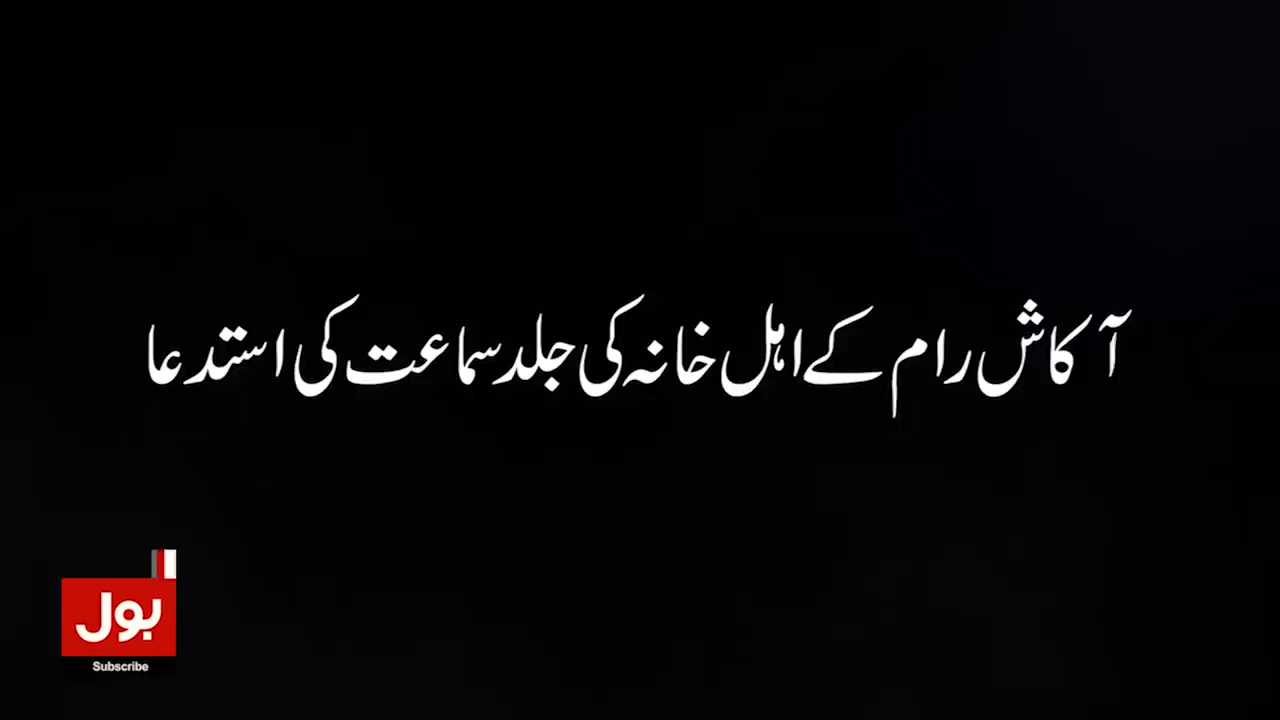 آکاش رام کے اہل خانہ کی جلد سماعت کی استدعا
بول
Subscribe